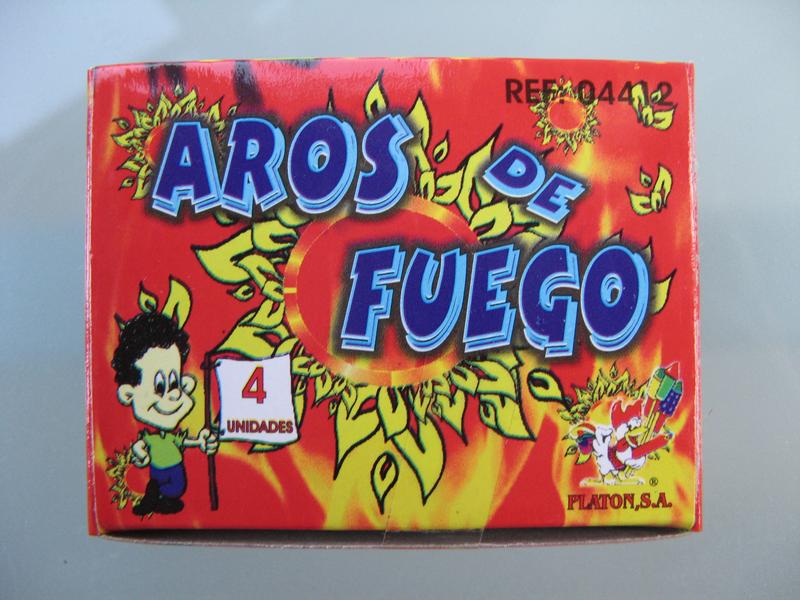 REF: 04412
AROS
DE
FUEGO
4
UNIDADES
®
PLATON, S.A.